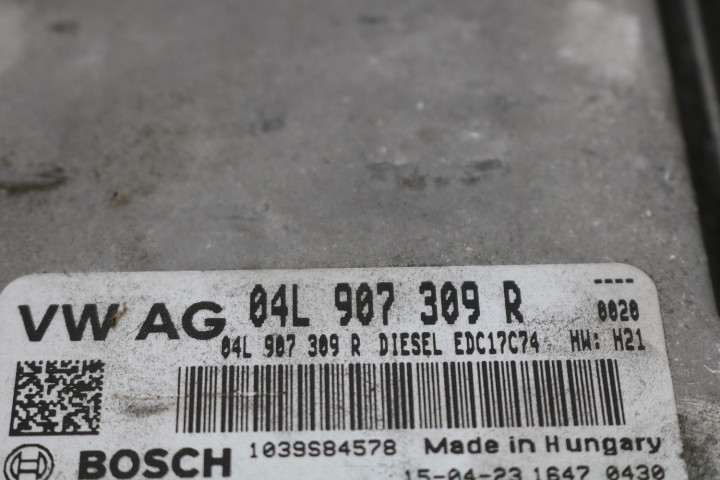 VW AG 04L 907 309 R ----
0020
04L 907 309 R DIESEL EDC17C74 HW: H21
BOSCH 1039S84578 Made in Hungary
15-04-23 1647 0430